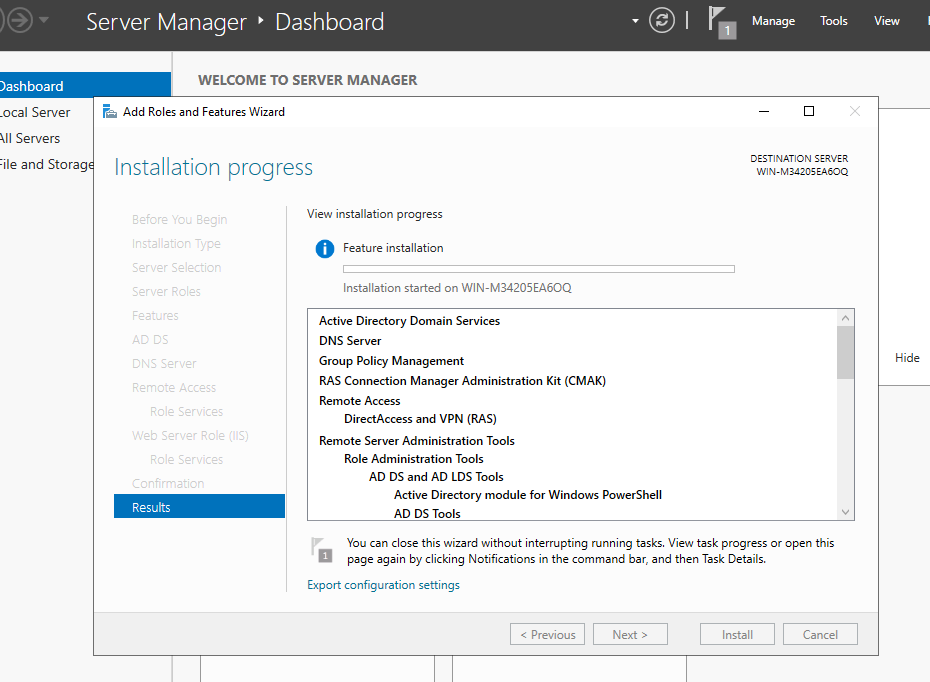 Server Manager ‣ Dashboard
1
Manage
Tools
View
Dashboard
Local Server
All Servers
File and Storage
WELCOME TO SERVER MANAGER
Add Roles and Features Wizard
Installation progress
DESTINATION SERVER
WIN-M34205EA6OQ
Before You Begin
Installation Type
Server Selection
Server Roles
Features
AD DS
DNS Server
Remote Access
Role Services
Web Server Role (IIS)
Role Services
Confirmation
Results
View installation progress
Feature installation
Installation started on WIN-M34205EA6OQ
Active Directory Domain Services
DNS Server
Group Policy Management
RAS Connection Manager Administration Kit (CMAK)
Remote Access
DirectAccess and VPN (RAS)
Remote Server Administration Tools
Role Administration Tools
AD DS and AD LDS Tools
Active Directory module for Windows PowerShell
AD DS Tools
1
You can close this wizard without interrupting running tasks. View task progress or open this
page again by clicking Notifications in the command bar, and then Task Details.
Export configuration settings
< Previous
Next >
Install
Cancel
Hide